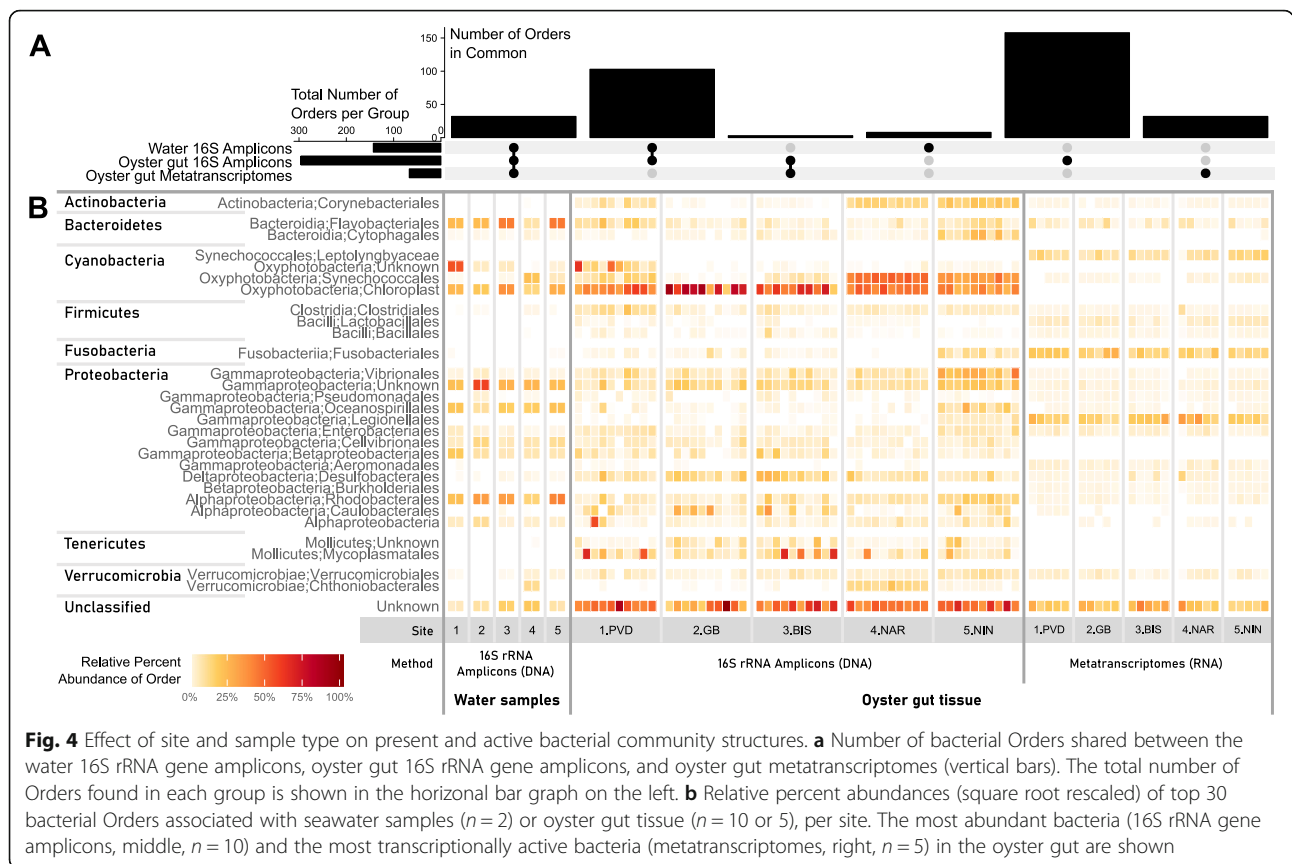 A
Number of Orders
in Common
150
100
50
0
Total Number of
Orders per Group
300 200 100 0
Water 16S Amplicons
Oyster gut 16S Amplicons
Oyster gut Metatranscriptomes
B
Actinobacteria
Actinobacteria;Corynebacteriales
Bacteroidetes
Bacteroidia;Flavobacteriales
Bacteroidia;Cytophagales
Cyanobacteria
Synechococcales;Leptolyngbyaceae
Oxyphotobacteria;Unknown
Oxyphotobacteria;Synechococcales
Oxyphotobacteria;Chloroplast
Firmicutes
Clostridia;Clostridiales
Bacilli;Lactobacillales
Bacilli;Bacillales
Fusobacteria
Fusobacteriia;Fusobacteriales
Proteobacteria
Gammaproteobacteria;Vibrionales
Gammaproteobacteria;Unknown
Gammaproteobacteria;Pseudomonadales
Gammaproteobacteria;Oceanospirillales
Gammaproteobacteria;Legionellales
Gammaproteobacteria;Enterobacteriales
Gammaproteobacteria;Cellvibrionales
Gammaproteobacteria;Betaproteobacteriales
Gammaproteobacteria;Aeromonadales
Deltaproteobacteria;Desulfobacterales
Betaproteobacteria;Burkholderiales
Alphaproteobacteria;Rhodobacterales
Alphaproteobacteria;Caulobacterales
Alphaproteobacteria
Tenericutes
Mollicutes;Unknown
Mollicutes;Mycoplasmatales
Verrucomicrobia
Verrucomicrobiae;Verrucomicrobiales
Verrucomicrobiae;Chthoniobacterales
Unclassified
Unknown
Site 1 2 3 4 5 1.PVD 2.GB 3.BIS 4.NAR 5.NIN 1.PVD 2.GB 3.BIS 4.NAR 5.NIN
Relative Percent
Abundance of Order
0% 25% 50% 75% 100%
Method
16S rRNA
Amplicons (DNA)
16S rRNA Amplicons (DNA)
Metatranscriptomes (RNA)
Water samples
Oyster gut tissue
Fig. 4 Effect of site and sample type on present and active bacterial community structures. a Number of bacterial Orders shared between the
water 16S rRNA gene amplicons, oyster gut 16S rRNA gene amplicons, and oyster gut metatranscriptomes (vertical bars). The total number of
Orders found in each group is shown in the horizonal bar graph on the left. b Relative percent abundances (square root rescaled) of top 30
bacterial Orders associated with seawater samples (n = 2) or oyster gut tissue (n = 10 or 5), per site. The most abundant bacteria (16S rRNA gene
amplicons, middle, n = 10) and the most transcriptionally active bacteria (metatranscriptomes, right, n = 5) in the oyster gut are shown